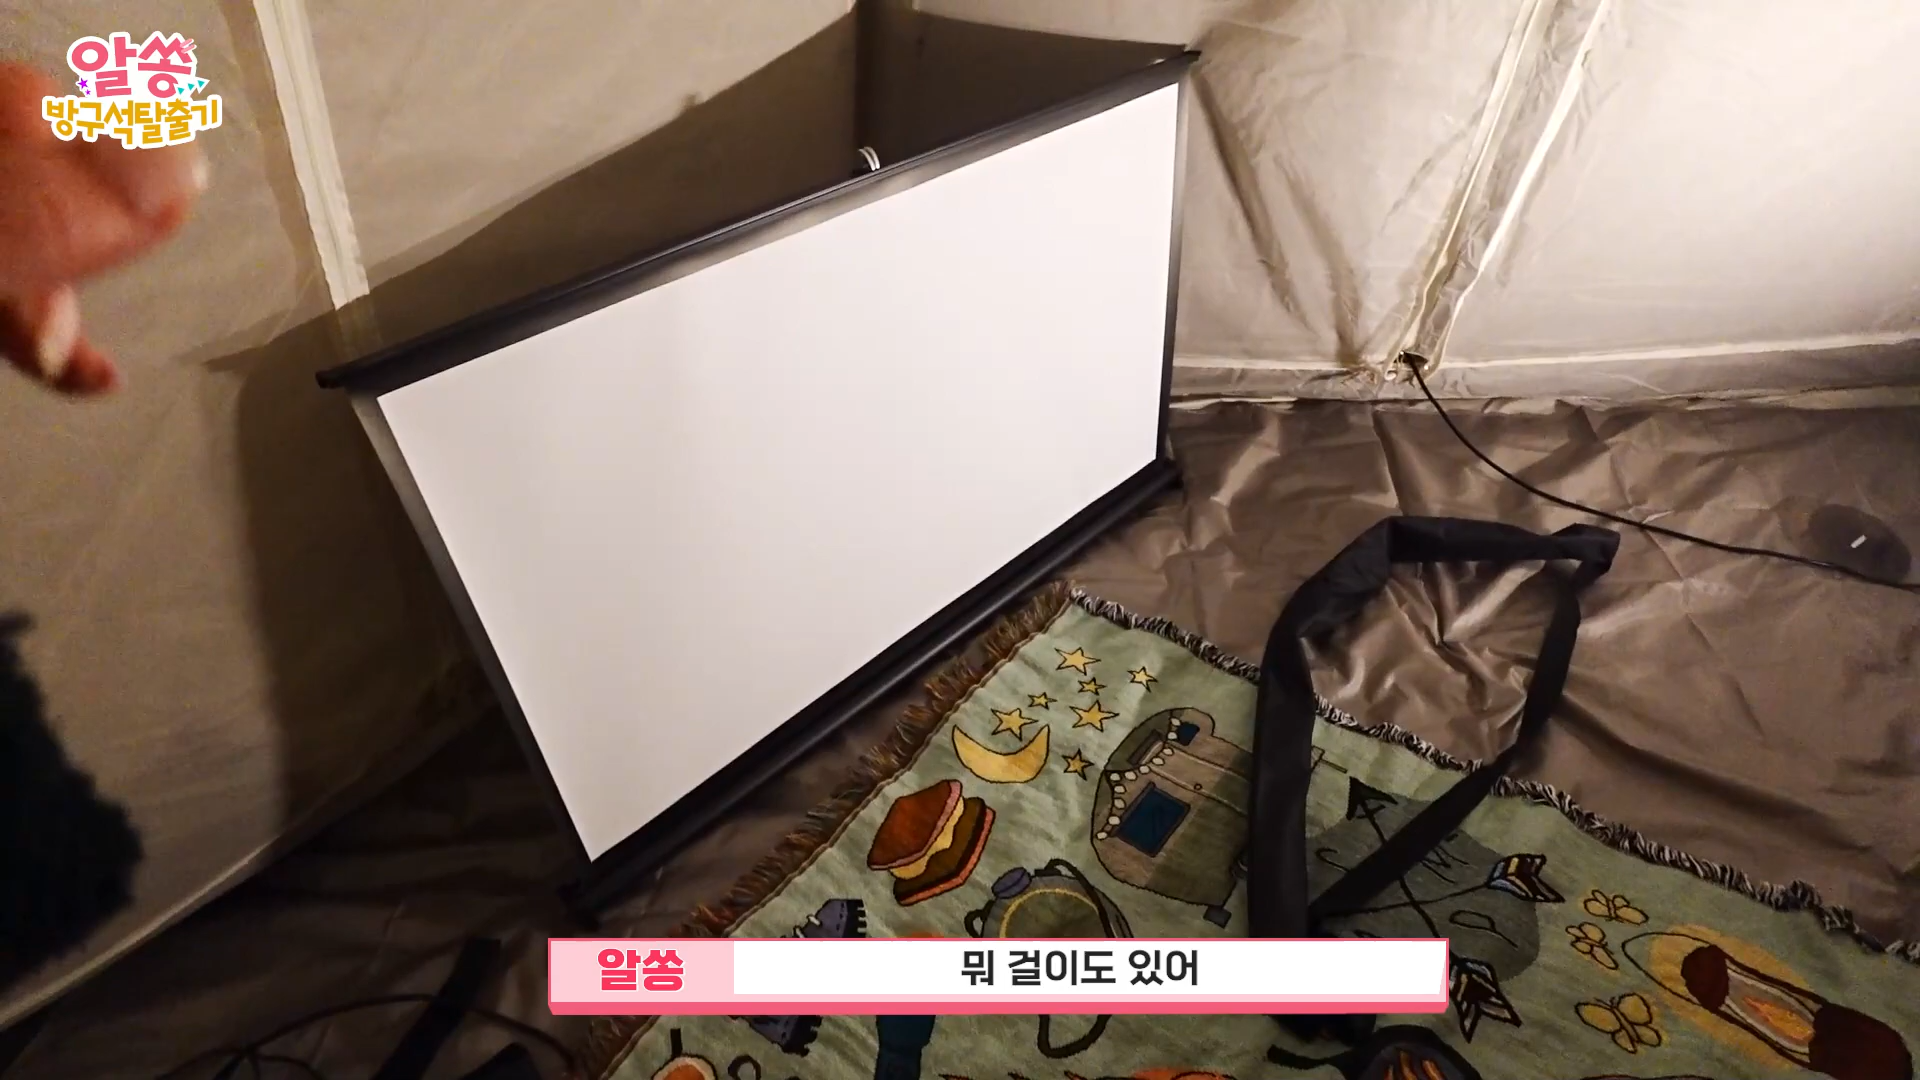 알쏭
방구석탈출기
알쏭
뭐 걸이도 있어